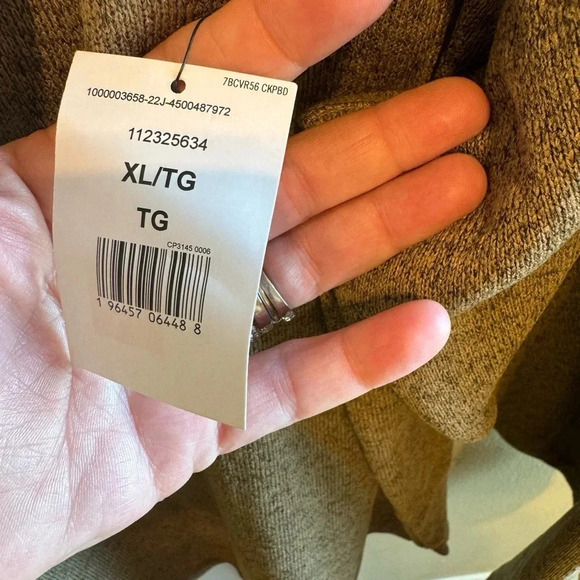 7BCVR56 CKPBD
1000003658-22J-4500487972
112325634
XL/TG
TG
CP3145 0006
1 96457 06448 8